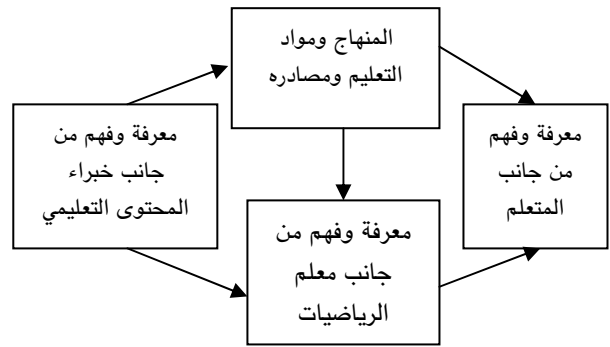 المنهاج ومواد
التعليم ومصادره
معرفة وفهم من
جانب خبراء
المحتوى التعليمي
معرفة وفهم
من جانب
المتعلم
معرفة وفهم من
جانب معلم
الرياضيات